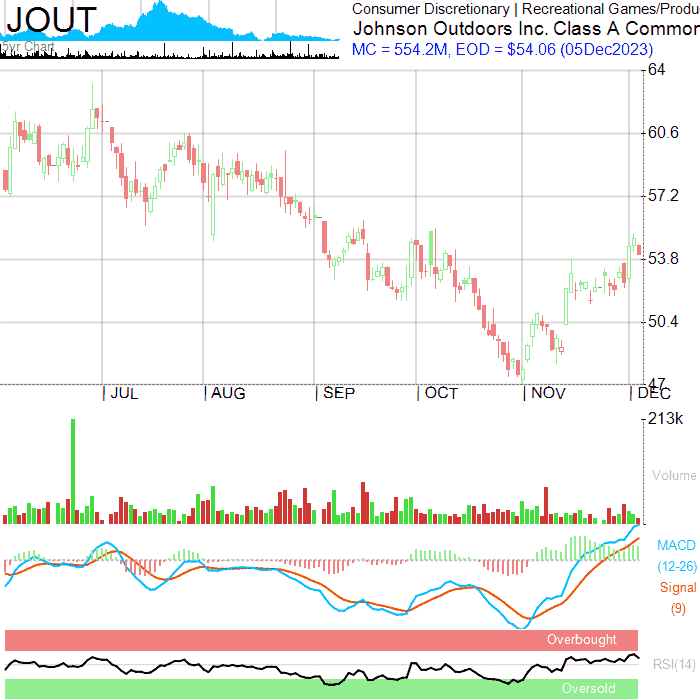 JOUT
5yr Chart
Consumer Discretionary | Recreational Games/Produ
Johnson Outdoors Inc. Class A Common
MC = 554.2M, EOD = $54.06 (05Dec2023)
64
60.6
57.2
53.8
50.4
47
JUL AUG SEP OCT NOV DEC
213k
Volume
MACD
(12-26)
Signal
(9)
Overbought
RSI(14)
Oversold